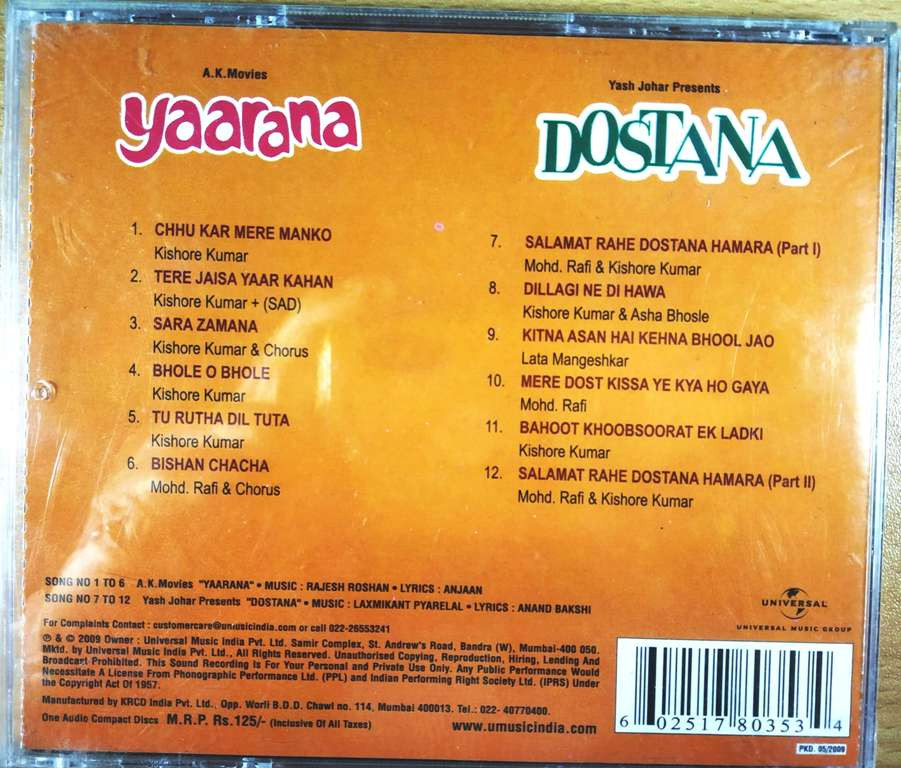 A.K.Movies
yaarana
1. CHHU KAR MERE MANKO
Kishore Kumar
2. TERE JAISA YAAR KAHAN
Kishore Kumar + (SAD)
3. SARA ZAMANA
Kishore Kumar & Chorus
4. BHOLE O BHOLE
Kishore Kumar
5. TU RUTHA DIL TUTA
Kishore Kumar
6. BISHAN CHACHA
Mohd. Rafi & Chorus
Yash Johar Presents
DOSTANA
7. SALAMAT RAHE DOSTANA HAMARA (Part I)
Mohd. Rafi & Kishore Kumar
8. DILLAGI NE DI HAWA
Kishore Kumar & Asha Bhosle
9. KITNA ASAN HAI KEHNA BHOOL JAO
Lata Mangeshkar
10. MERE DOST KISSA YE KYA HO GAYA
Mohd. Rafi
11. BAHOOT KHOOBSOORAT EK LADKI
Kishore Kumar
12. SALAMAT RAHE DOSTANA HAMARA (Part II)
Mohd. Rafi & Kishore Kumar
SONG NO 1 TO 6 A.K.Movies "YAARANA" • MUSIC : RAJESH ROSHAN • LYRICS : ANJAAN
SONG NO 7 TO 12 Yash Johar Presents "DOSTANA" • MUSIC : LAXMIKANT PYARELAL • LYRICS : ANAND BAKSHI
For Complaints Contact : customercare@unusicindia.com or call 022-26553241
℗ & © 2009 Owner : Universal Music India Pvt. Ltd. Samir Complex, St. Andrew's Road, Bandra (W), Mumbai-400 050.
Mktd. by Universal Music India Pvt. Ltd., All Rights Reserved. Unauthorised Copying, Reproduction, Hiring, Lending And
Broadcast Prohibited. This Sound Recording Is For Your Personal and Private Use Only. Any Public Performance Would
Necessitate A License From Phonographic Performance Ltd. (PPL) and Indian Performing Right Society Ltd. (IPRS) Under
the Copyright Act Of 1957.
Manufactured by KRCD India Pvt. Ltd., Opp. Worli B.D.D. Chawl no. 114, Mumbai 400013. Tel.: 022- 40770400.
One Audio Compact Discs M.R.P. Rs.125/- (Inclusive Of All Taxes)
www.umusicindia.com
UNIVERSAL
UNIVERSAL MUSIC GROUP
6 02517 80353 4
PKD. 05/2009